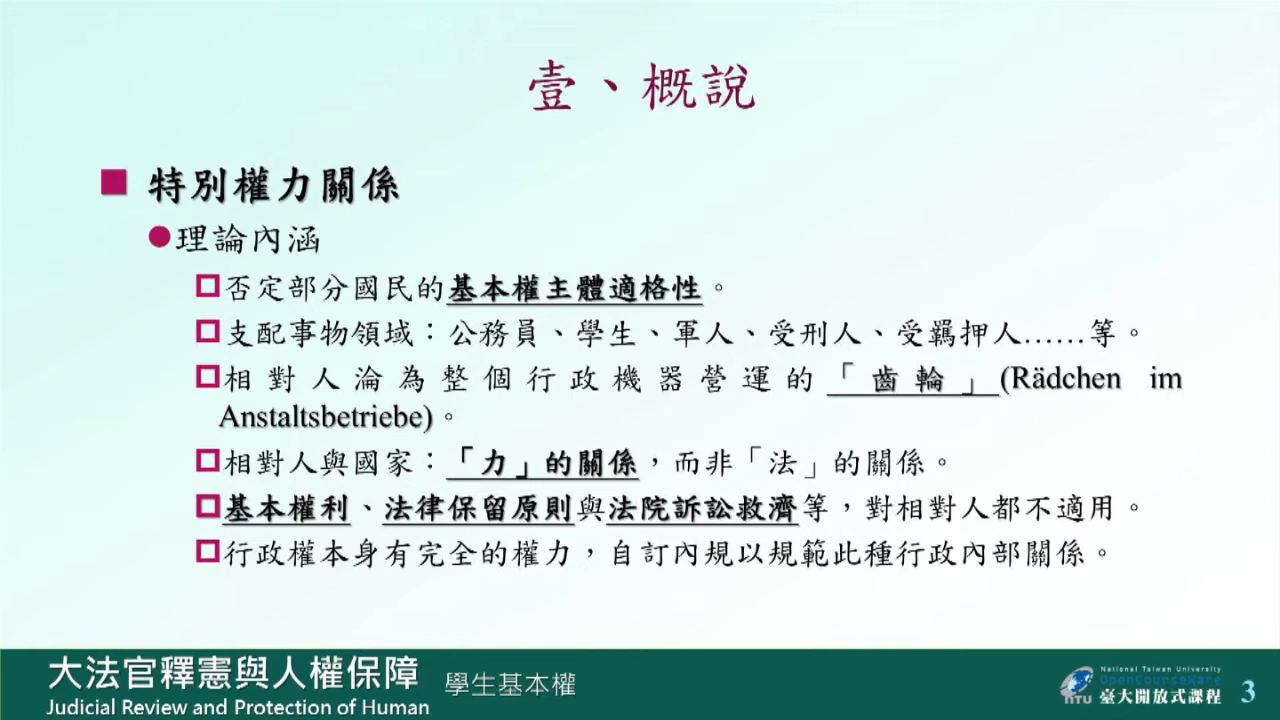 壹、概說
特別權力關係
理論內涵
否定部分國民的基本權主體適格性。
支配事物領域：公務員、學生、軍人、受刑人、受羈押人……等。
相對人淪為整個行政機器營運的「齒輪」(Rädchen im
Anstaltsbetriebe)。
相對人與國家：「力」的關係，而非「法」的關係。
基本權利、法律保留原則與法院訴訟救濟等，對相對人都不適用。
行政權本身有完全的權力，自訂內規以規範此種行政內部關係。
大法官釋憲與人權保障 學生基本權
Judicial Review and Protection of Human
National Taiwan University
OpenCourseWare
NTU 臺大開放式課程 3